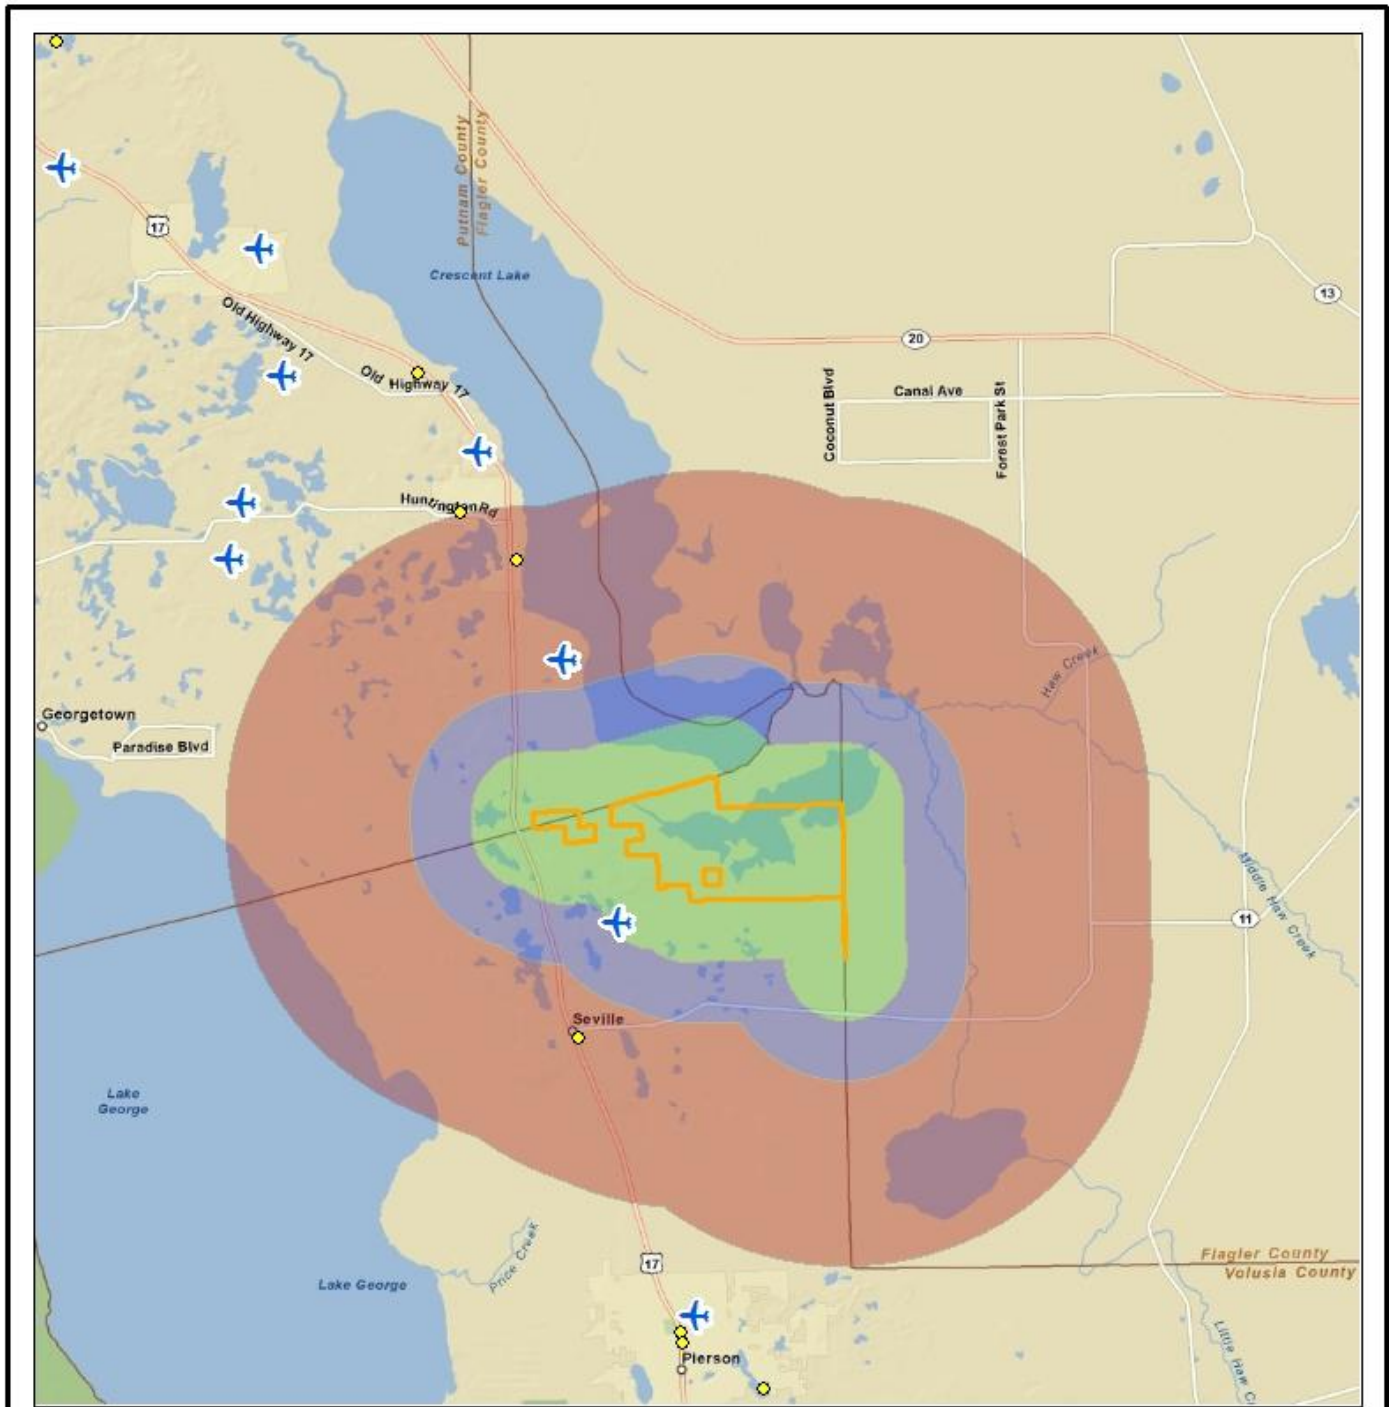 Putnam County
Flagler County
17
Crescent Lake
13
Old Highway 17
20
Old Highway 17
Canal Ave
Coconut Blvd
Forest Park St
Huntington Rd
Haw Creek
Georgetown
Paradise Blvd
Middle Haw Creek
11
Seville
Lake
George
Price Creek
Lake George
17
Flagler County
Volusia County
Pierson
Little Haw